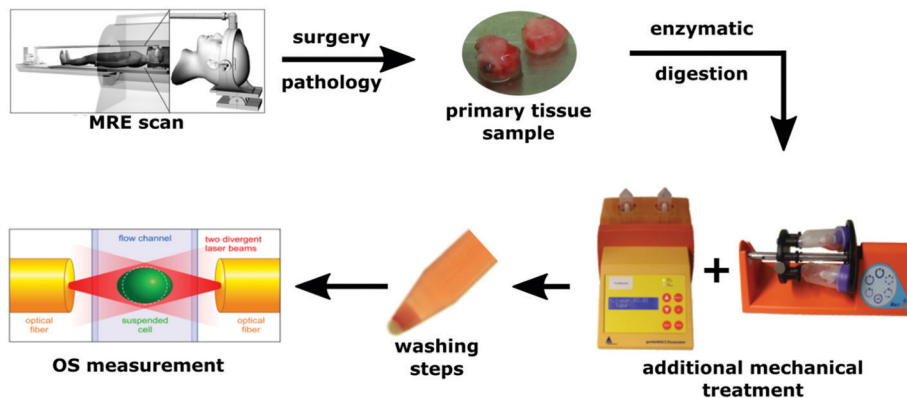 MRE scan
surgery
pathology
primary tissue
sample
enzymatic
digestion
additional mechanical
treatment
washing
steps
flow channel
two divergent
laser beams
optical
fiber
suspended
cell
optical
fiber
OS measurement